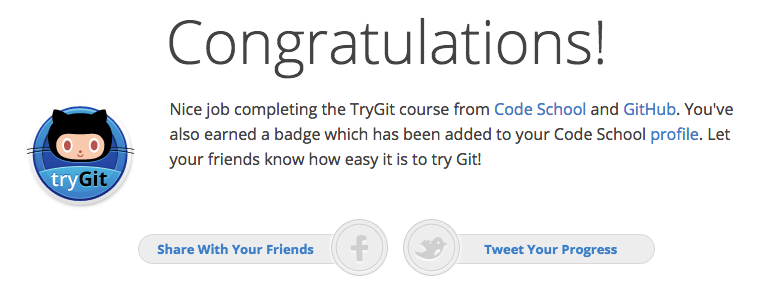 Congratulations!
Nice job completing the TryGit course from Code School and GitHub. You've
also earned a badge which has been added to your Code School profile. Let
your friends know how easy it is to try Git!
tryGit
Share With Your Friends
Tweet Your Progress